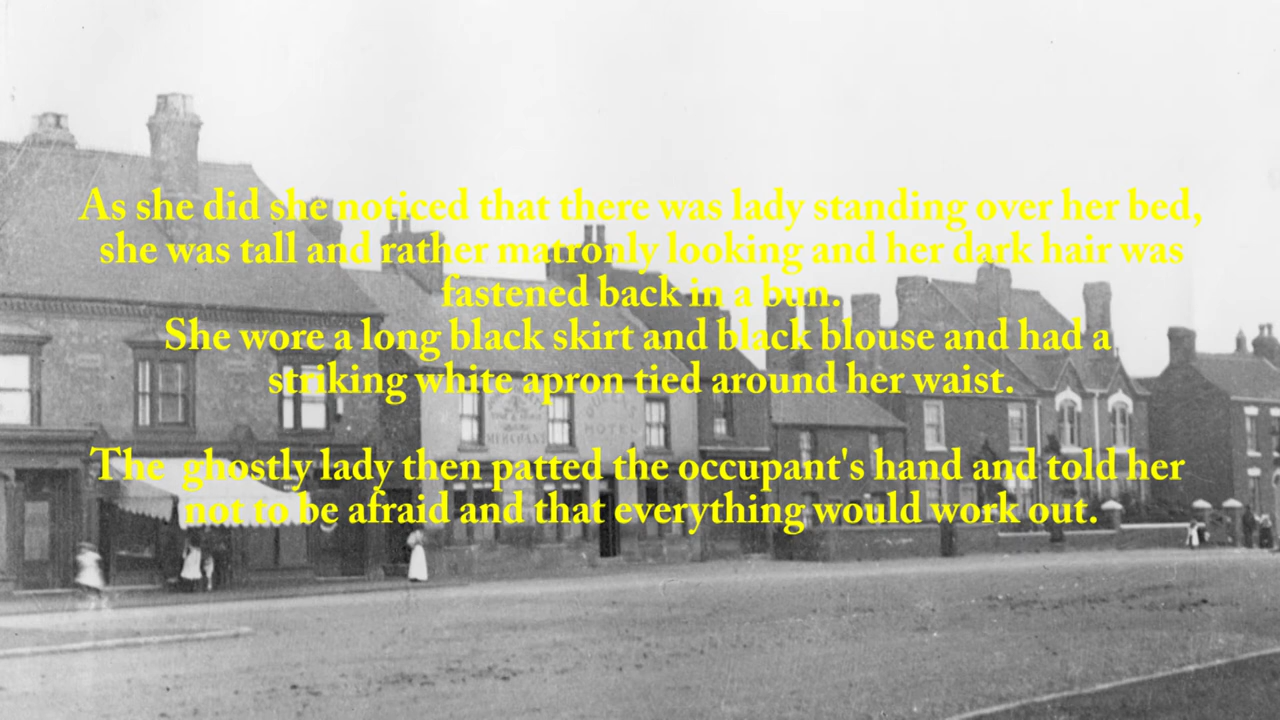 As she did she noticed that there was lady standing over her bed,
she was tall and rather matronly looking and her dark hair was
fastened back in a bun.
She wore a long black skirt and black blouse and had a
striking white apron tied around her waist.
The ghostly lady then patted the occupant's hand and told her
not to be afraid and that everything would work out.
MERCHANT
HOTEL